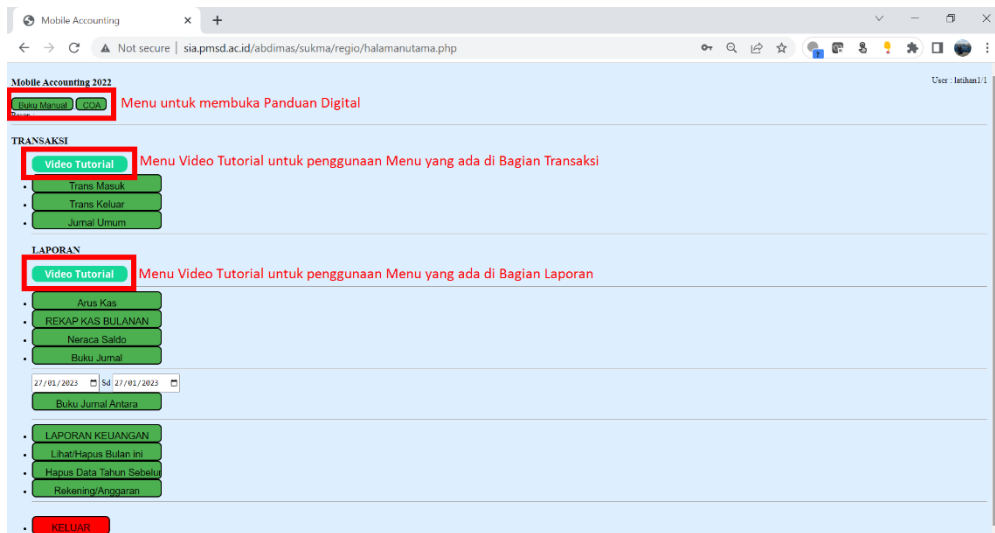 Mobile Accounting
Not secure sia.pmsd.ac.id/abdimas/sukma/regio/halamanutama.php
Mobile Accounting 2022
User : latihan1/1
Buku Manual COA Menu untuk membuka Panduan Digital
TRANSAKSI
Video Tutorial Menu Video Tutorial untuk penggunaan Menu yang ada di Bagian Transaksi
Trans Masuk
Trans Keluar
Jurnal Umum
LAPORAN
Video Tutorial Menu Video Tutorial untuk penggunaan Menu yang ada di Bagian Laporan
Arus Kas
REKAP KAS BULANAN
Neraca Saldo
Buku Jurnal
27/01/2023 Sd 27/01/2023
Buku Jurnal Antara
LAPORAN KEUANGAN
Lihat/Hapus Bulan ini
Hapus Data Tahun Sebelu
Rekening/Anggaran
KELUAR